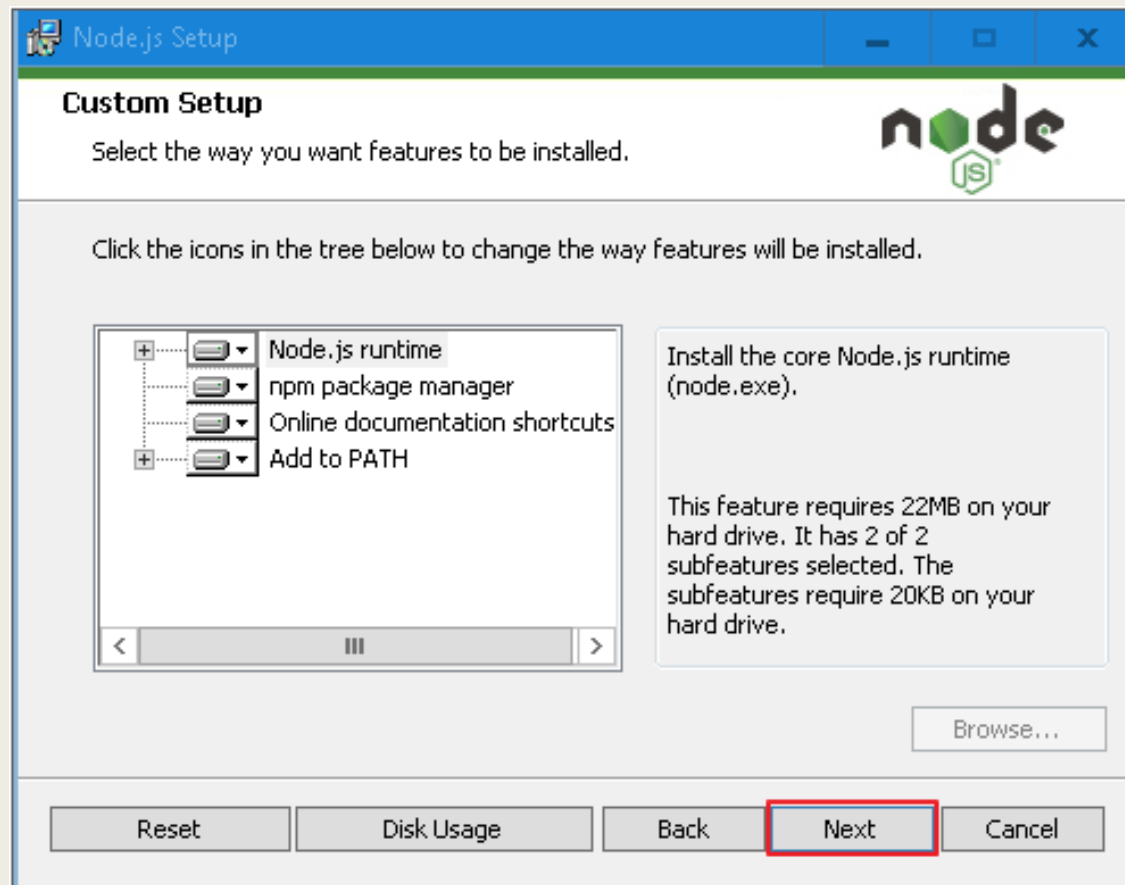 Node.js Setup
Custom Setup
Select the way you want features to be installed.
node
JS
Click the icons in the tree below to change the way features will be installed.
Node.js runtime
npm package manager
Online documentation shortcuts
Add to PATH
Install the core Node.js runtime
(node.exe).
This feature requires 22MB on your
hard drive. It has 2 of 2
subfeatures selected. The
subfeatures require 20KB on your
hard drive.
Browse...
Reset
Disk Usage
Back
Next
Cancel